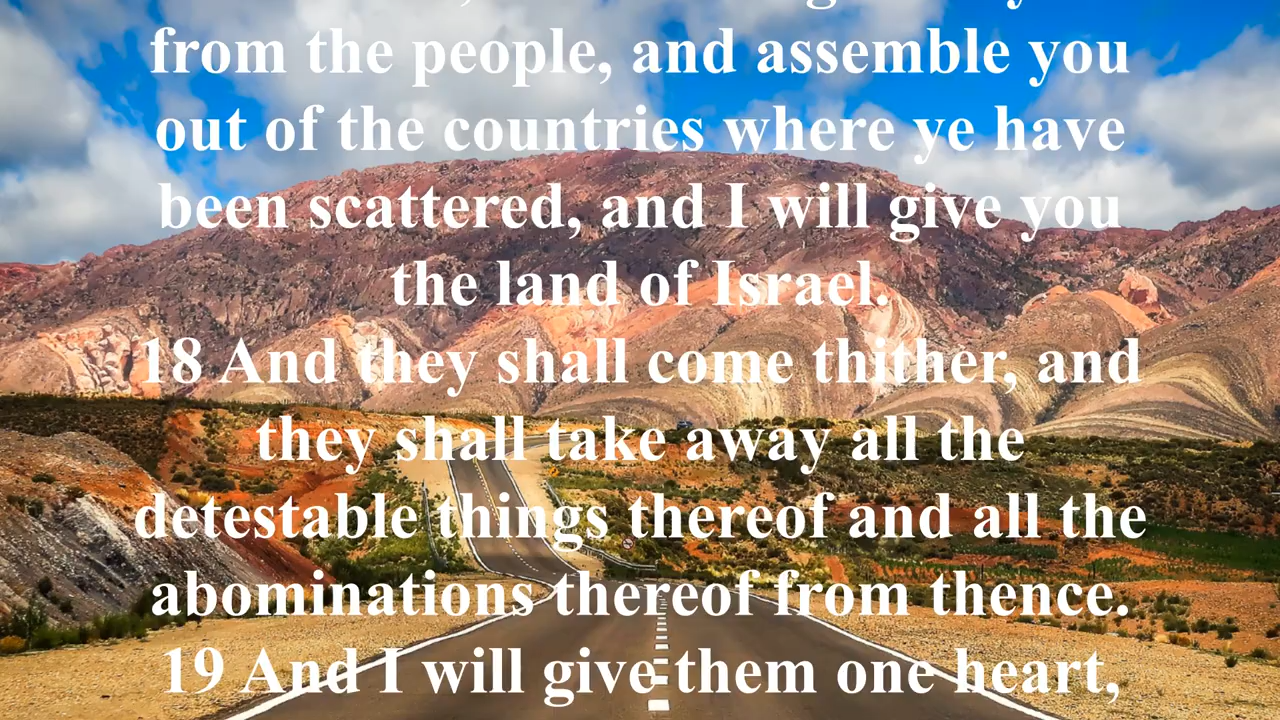 from the people, and assemble you
out of the countries where ye have
been scattered, and I will give you
the land of Israel.
18 And they shall come thither, and
they shall take away all the
detestable things thereof and all the
abominations thereof from thence.
19 And I will give them one heart,